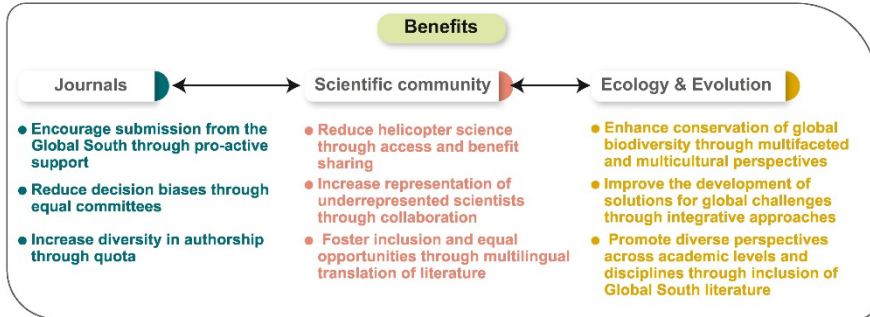 Benefits
Journals
Scientific community
Ecology & Evolution
● Encourage submission from the
Global South through pro-active
support
● Reduce decision biases through
equal committees
● Increase diversity in authorship
through quota
● Reduce helicopter science
through access and benefit
sharing
● Increase representation of
underrepresented scientists
through collaboration
● Foster inclusion and equal
opportunities through multilingual
translation of literature
● Enhance conservation of global
biodiversity through multifaceted
and multicultural perspectives
● Improve the development of
solutions for global challenges
through integrative approaches
● Promote diverse perspectives
across academic levels and
disciplines through inclusion of
Global South literature